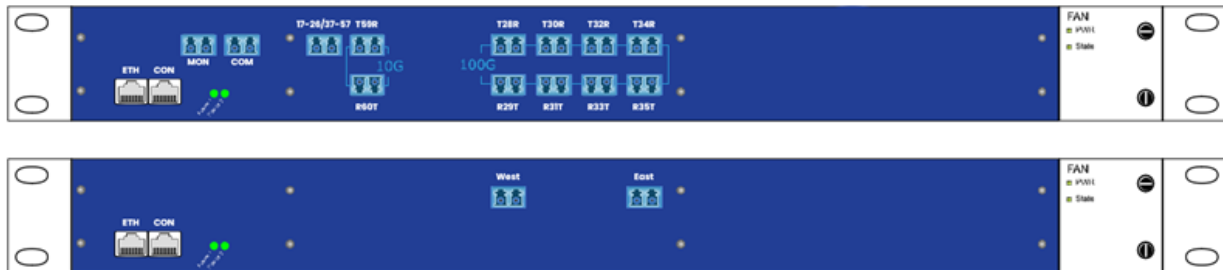 17-26/37-57 T59R T28R T30R T32R T34R
FAN
PWR
State
MON COM
10G 100G
ETH CON
R60T R29T R31T R33T R35T
FAN
PWR
State
West East
ETH CON